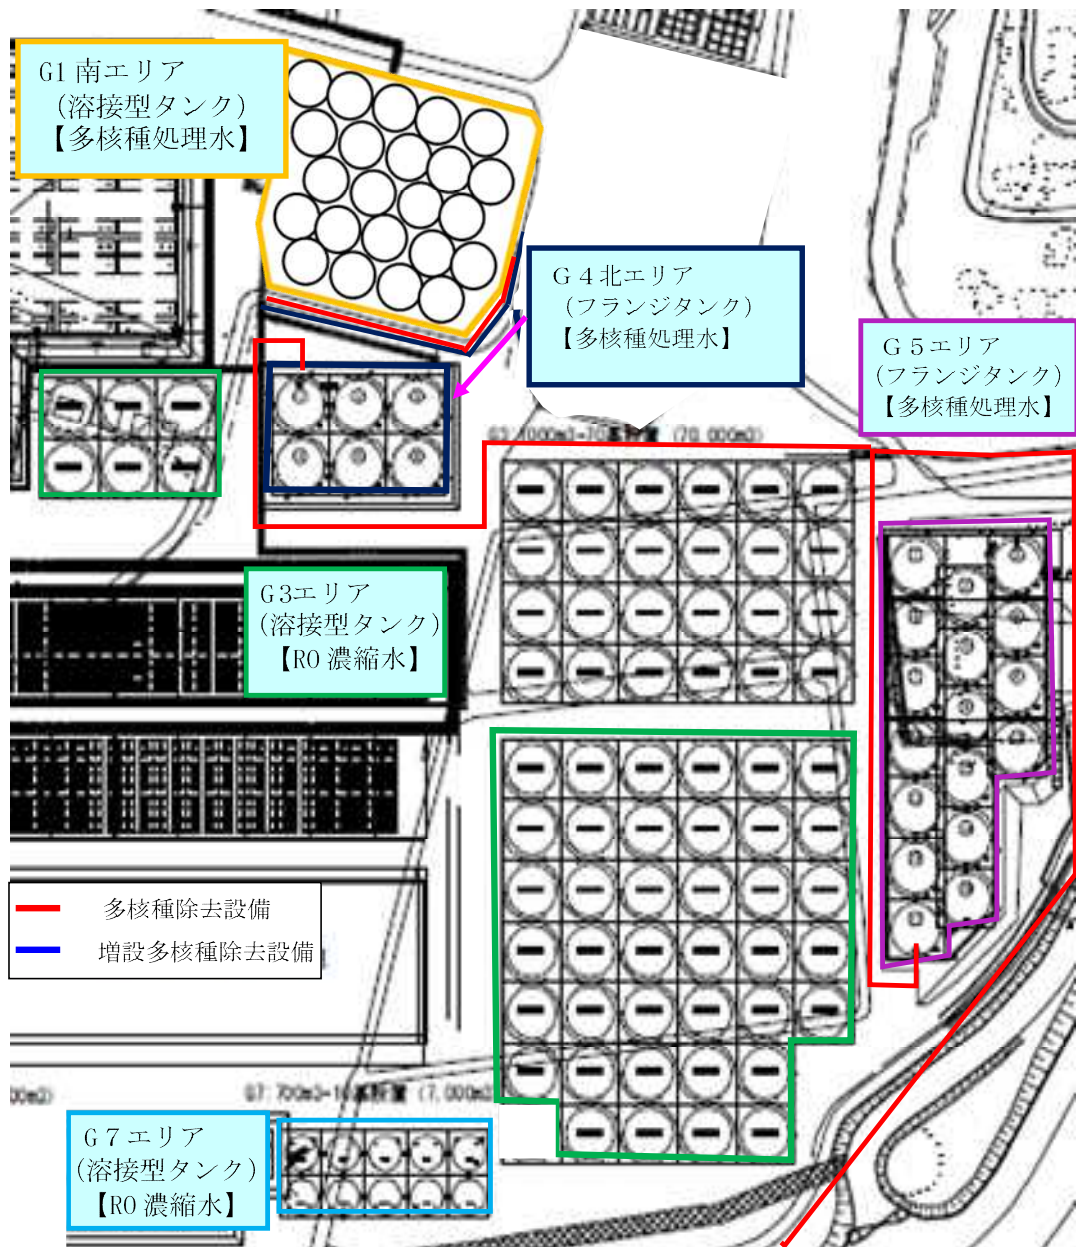 G1 南エリア
(溶接型タンク)
【多核種処理水】
G 4 北エリア
(フランジタンク)
【多核種処理水】
G 5 エリア
(フランジタンク)
【多核種処理水】
G3エリア
(溶接型タンク)
【RO 濃縮水】
多核種除去設備
増設多核種除去設備
G 7 エリア
(溶接型タンク)
【RO 濃縮水】